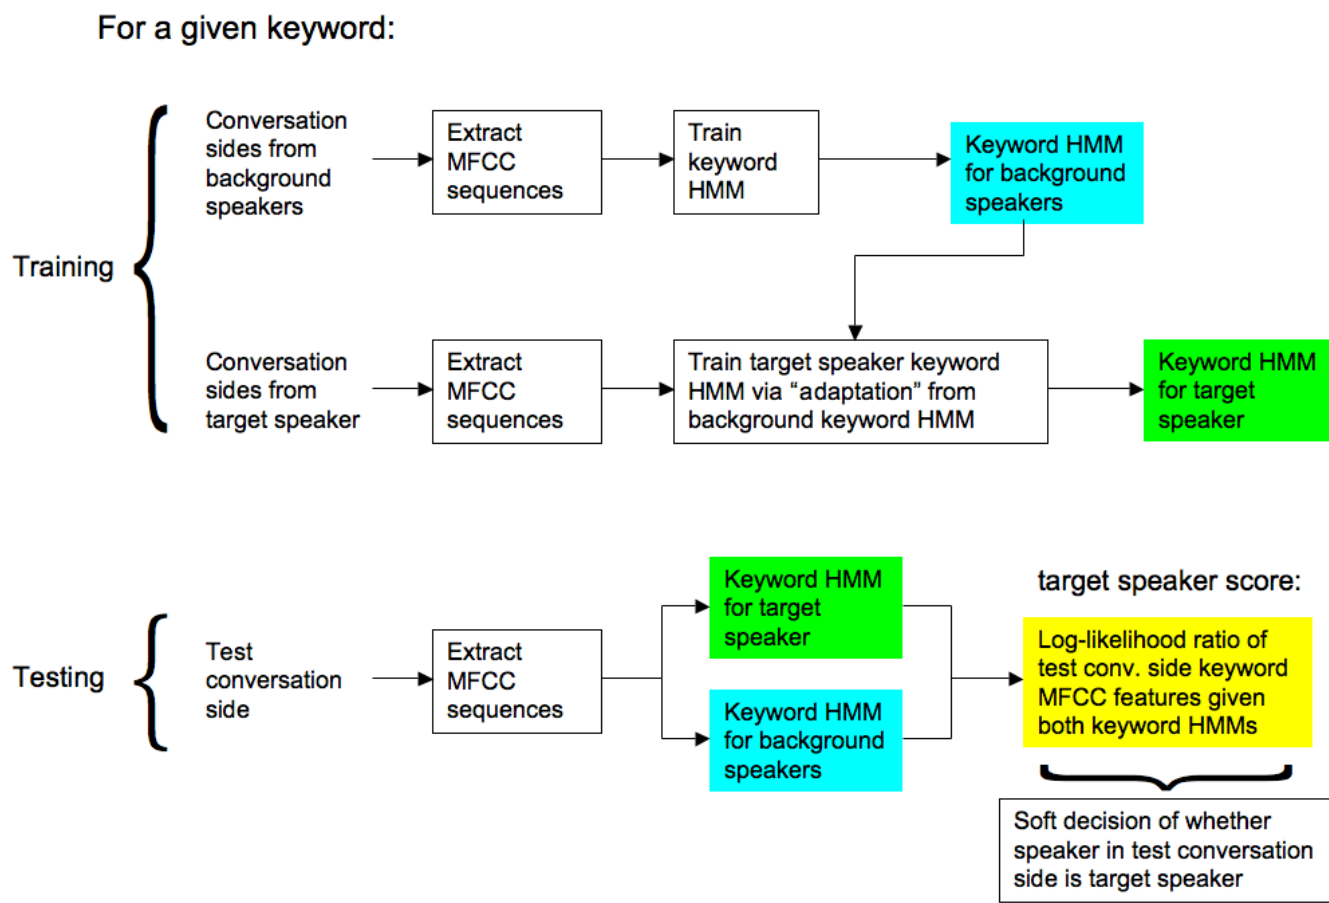 For a given keyword:
Training
Conversation
sides from
background
speakers
Extract
MFCC
sequences
Train
keyword
HMM
Keyword HMM
for background
speakers
Conversation
sides from
target speaker
Extract
MFCC
sequences
Train target speaker keyword
HMM via “adaptation” from
background keyword HMM
Keyword HMM
for target
speaker
Testing
Test
conversation
side
Extract
MFCC
sequences
Keyword HMM
for target
speaker
Keyword HMM
for background
speakers
target speaker score:
Log-likelihood ratio of
test conv. side keyword
MFCC features given
both keyword HMMs
Soft decision of whether
speaker in test conversation
side is target speaker